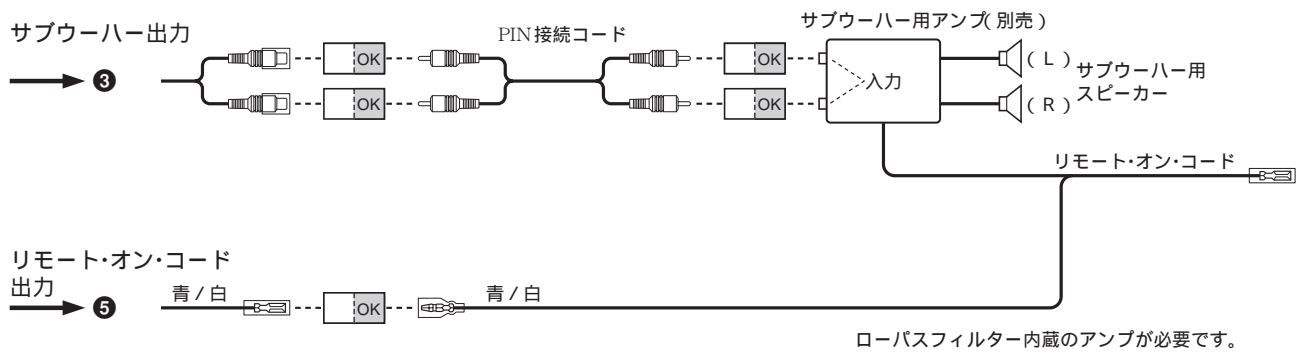 サブウーハー出力
❸
OK
OK
PIN接続コード
OK
OK
サブウーハー用アンプ(別売)
入力
(L)
(R)
サブウーハー用
スピーカー
リモート・オン・コード
リモート・オン・コード
出力
❺
青/白
OK
青/白
ローパスフィルター内蔵のアンプが必要です。